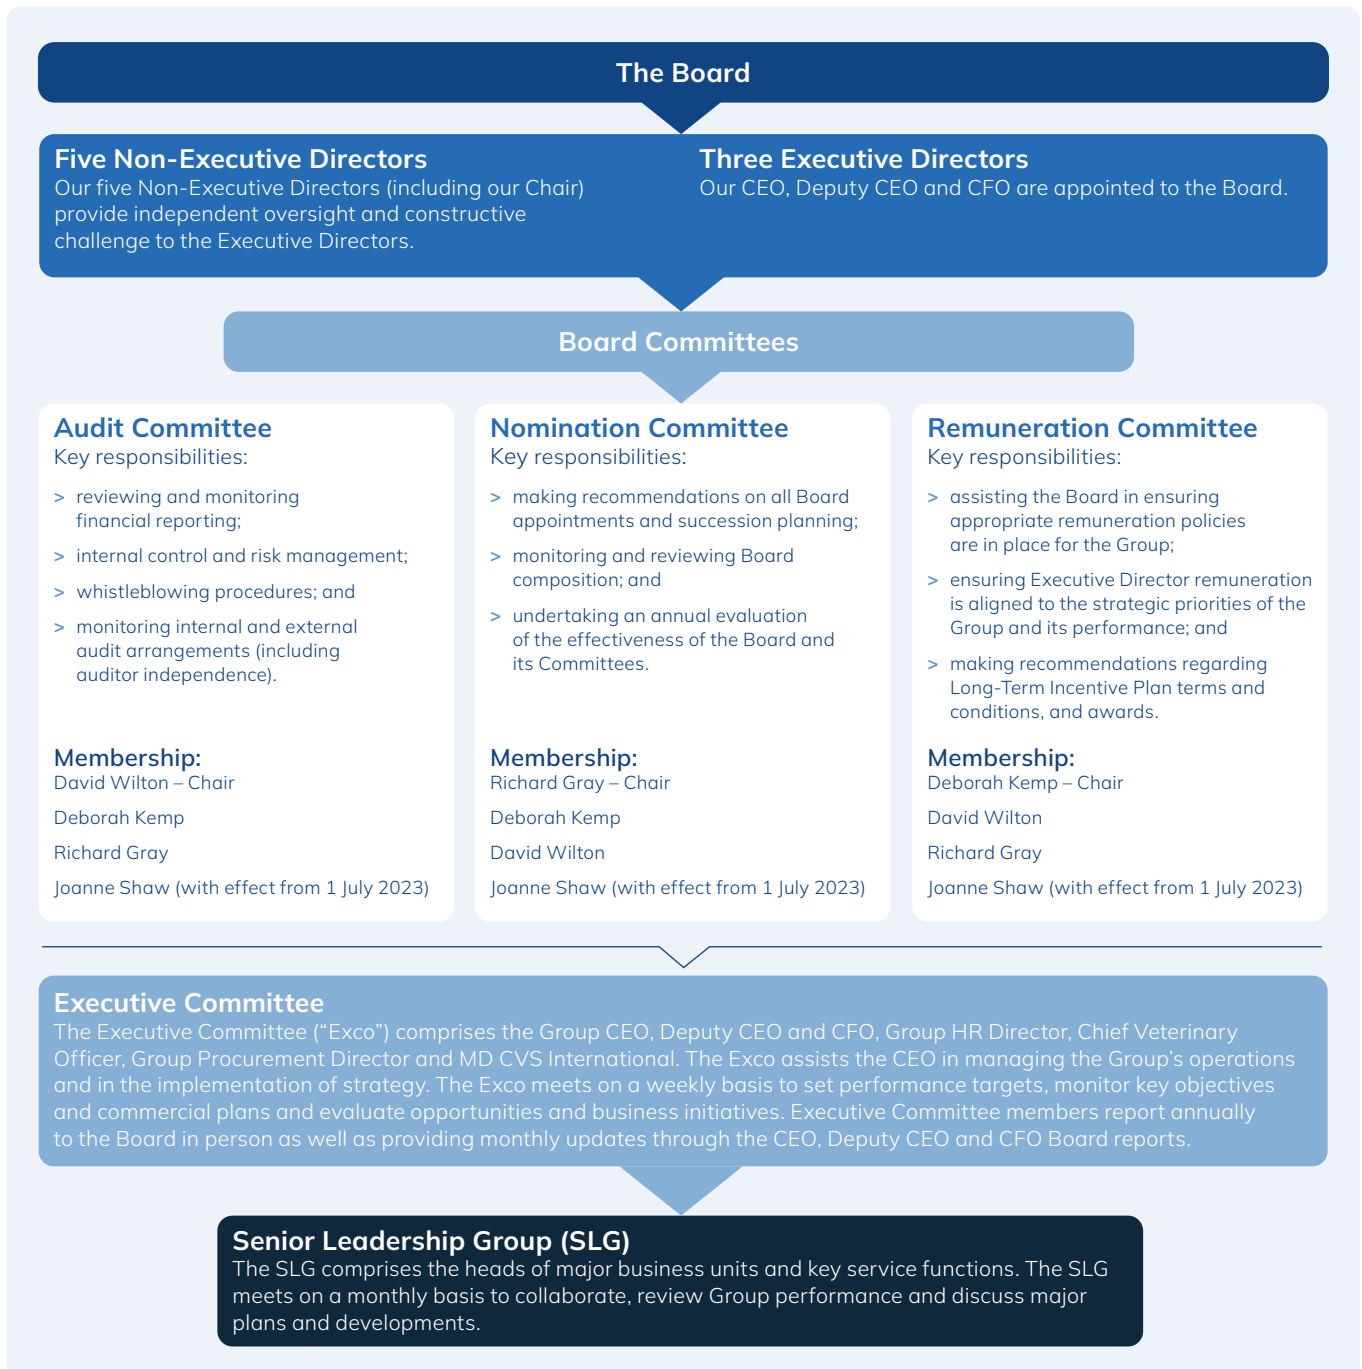 The Board
Five Non-Executive Directors
Our five Non-Executive Directors (including our Chair)
provide independent oversight and constructive
challenge to the Executive Directors.
Three Executive Directors
Our CEO, Deputy CEO and CFO are appointed to the Board.
Board Committees
Audit Committee
Key responsibilities:
> reviewing and monitoring
financial reporting;
> internal control and risk management;
> whistleblowing procedures; and
> monitoring internal and external
audit arrangements (including
auditor independence).
Membership:
David Wilton – Chair
Deborah Kemp
Richard Gray
Joanne Shaw (with effect from 1 July 2023)
Nomination Committee
Key responsibilities:
> making recommendations on all Board
appointments and succession planning;
> monitoring and reviewing Board
composition; and
> undertaking an annual evaluation
of the effectiveness of the Board and
its Committees.
Membership:
Richard Gray – Chair
Deborah Kemp
David Wilton
Joanne Shaw (with effect from 1 July 2023)
Remuneration Committee
Key responsibilities:
> assisting the Board in ensuring
appropriate remuneration policies
are in place for the Group;
> ensuring Executive Director remuneration
is aligned to the strategic priorities of the
Group and its performance; and
> making recommendations regarding
Long-Term Incentive Plan terms and
conditions, and awards.
Membership:
Deborah Kemp – Chair
David Wilton
Richard Gray
Joanne Shaw (with effect from 1 July 2023)
Executive Committee
The Executive Committee (“Exco”) comprises the Group CEO, Deputy CEO and CFO, Group HR Director, Chief Veterinary
Officer, Group Procurement Director and MD CVS International. The Exco assists the CEO in managing the Group’s operations
and in the implementation of strategy. The Exco meets on a weekly basis to set performance targets, monitor key objectives
and commercial plans and evaluate opportunities and business initiatives. Executive Committee members report annually
to the Board in person as well as providing monthly updates through the CEO, Deputy CEO and CFO Board reports.
Senior Leadership Group (SLG)
The SLG comprises the heads of major business units and key service functions. The SLG
meets on a monthly basis to collaborate, review Group performance and discuss major
plans and developments.